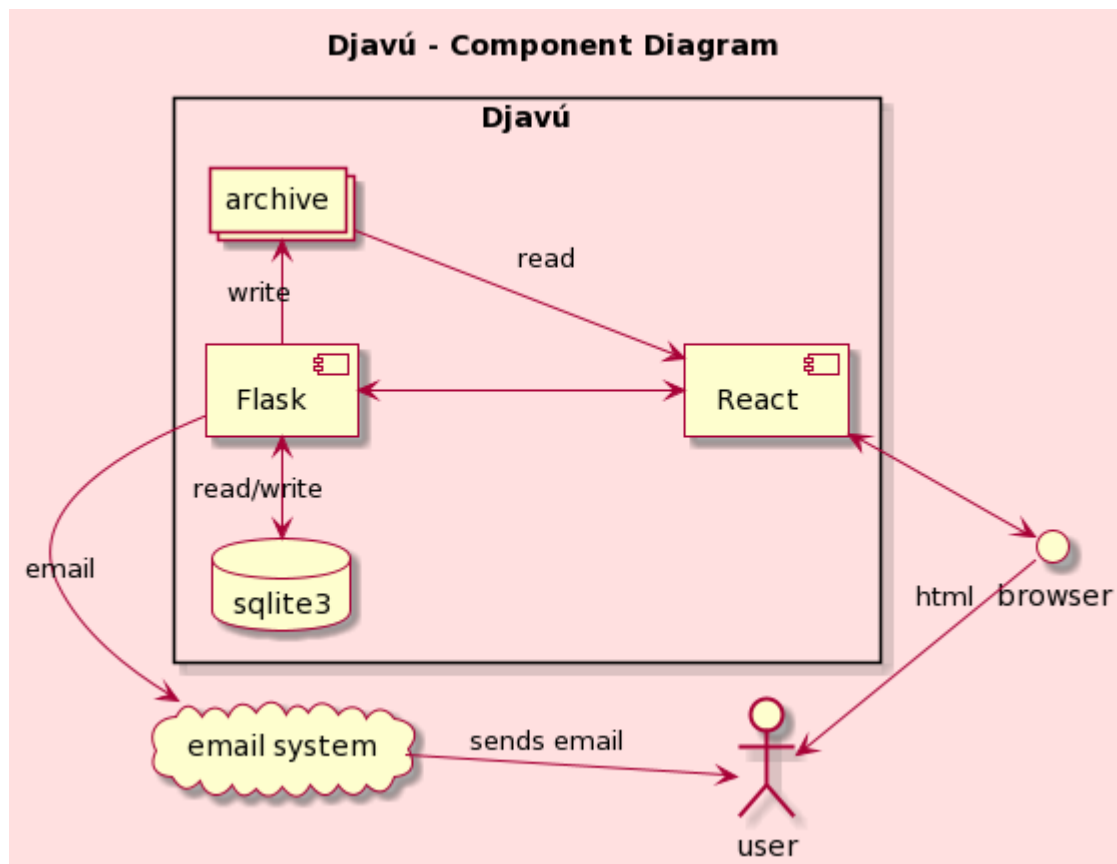 Djavú - Component Diagram
Djavú
archive
read
write
Flask
React
read/write
sqlite3
email
html
browser
email system
sends email
user